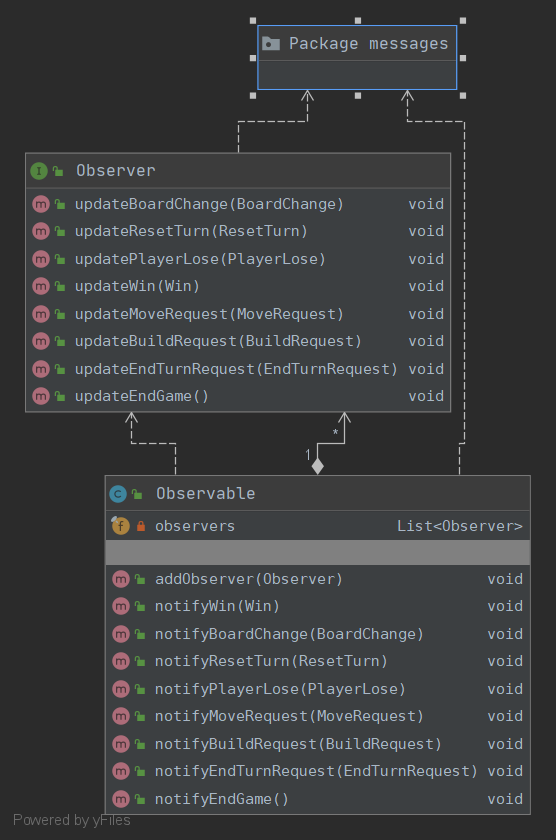 Package messages
I Observer
m updateBoardChange(BoardChange) void
m updateResetTurn(ResetTurn) void
m updatePlayerLose(PlayerLose) void
m updateWin(Win) void
m updateMoveRequest(MoveRequest) void
m updateBuildRequest(BuildRequest) void
m updateEndTurnRequest(EndTurnRequest) void
m updateEndGame() void
*
1
C Observable
f observers List<Observer>
m addObserver(Observer) void
m notifyWin(Win) void
m notifyBoardChange(BoardChange) void
m notifyResetTurn(ResetTurn) void
m notifyPlayerLose(PlayerLose) void
m notifyMoveRequest(MoveRequest) void
m notifyBuildRequest(BuildRequest) void
m notifyEndTurnRequest(EndTurnRequest) void
m notifyEndGame() void
Powered by yFiles